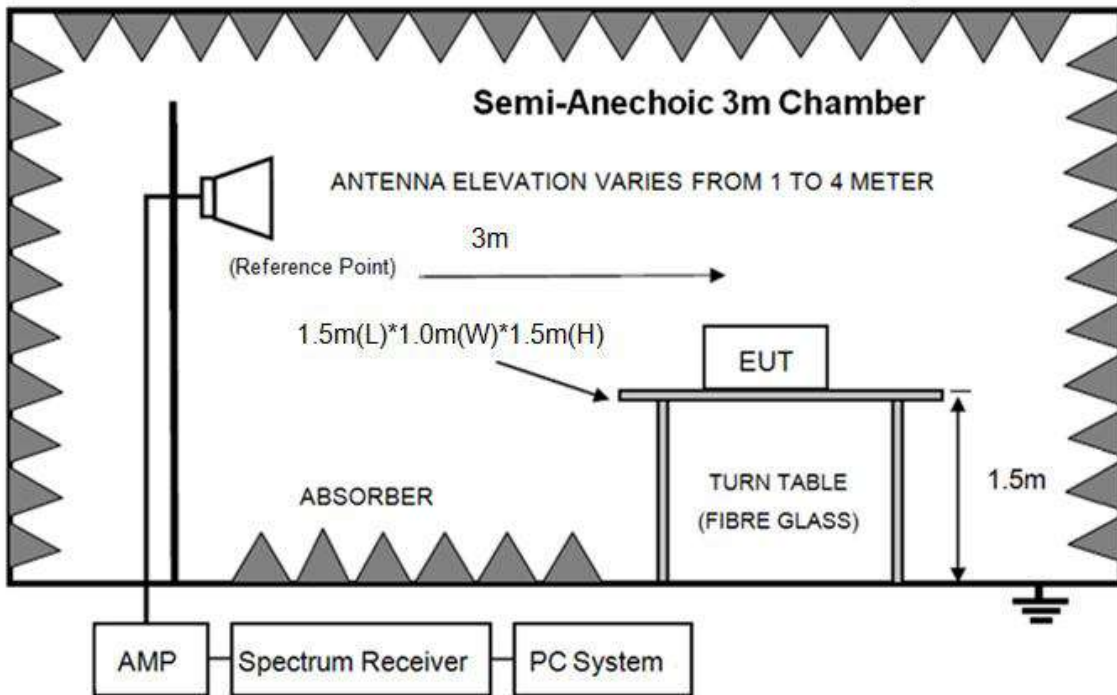 Semi-Anechoic 3m Chamber
ANTENNA ELEVATION VARIES FROM 1 TO 4 METER
3m
(Reference Point)
1.5m(L)*1.0m(W)*1.5m(H)
EUT
ABSORBER
TURN TABLE
(FIBRE GLASS)
1.5m
AMP
Spectrum Receiver
PC System